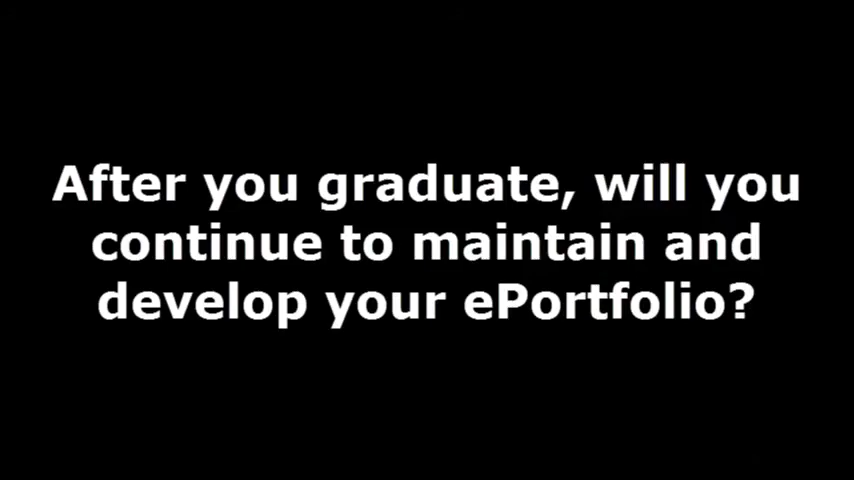 After you graduate, will you
continue to maintain and
develop your ePortfolio?